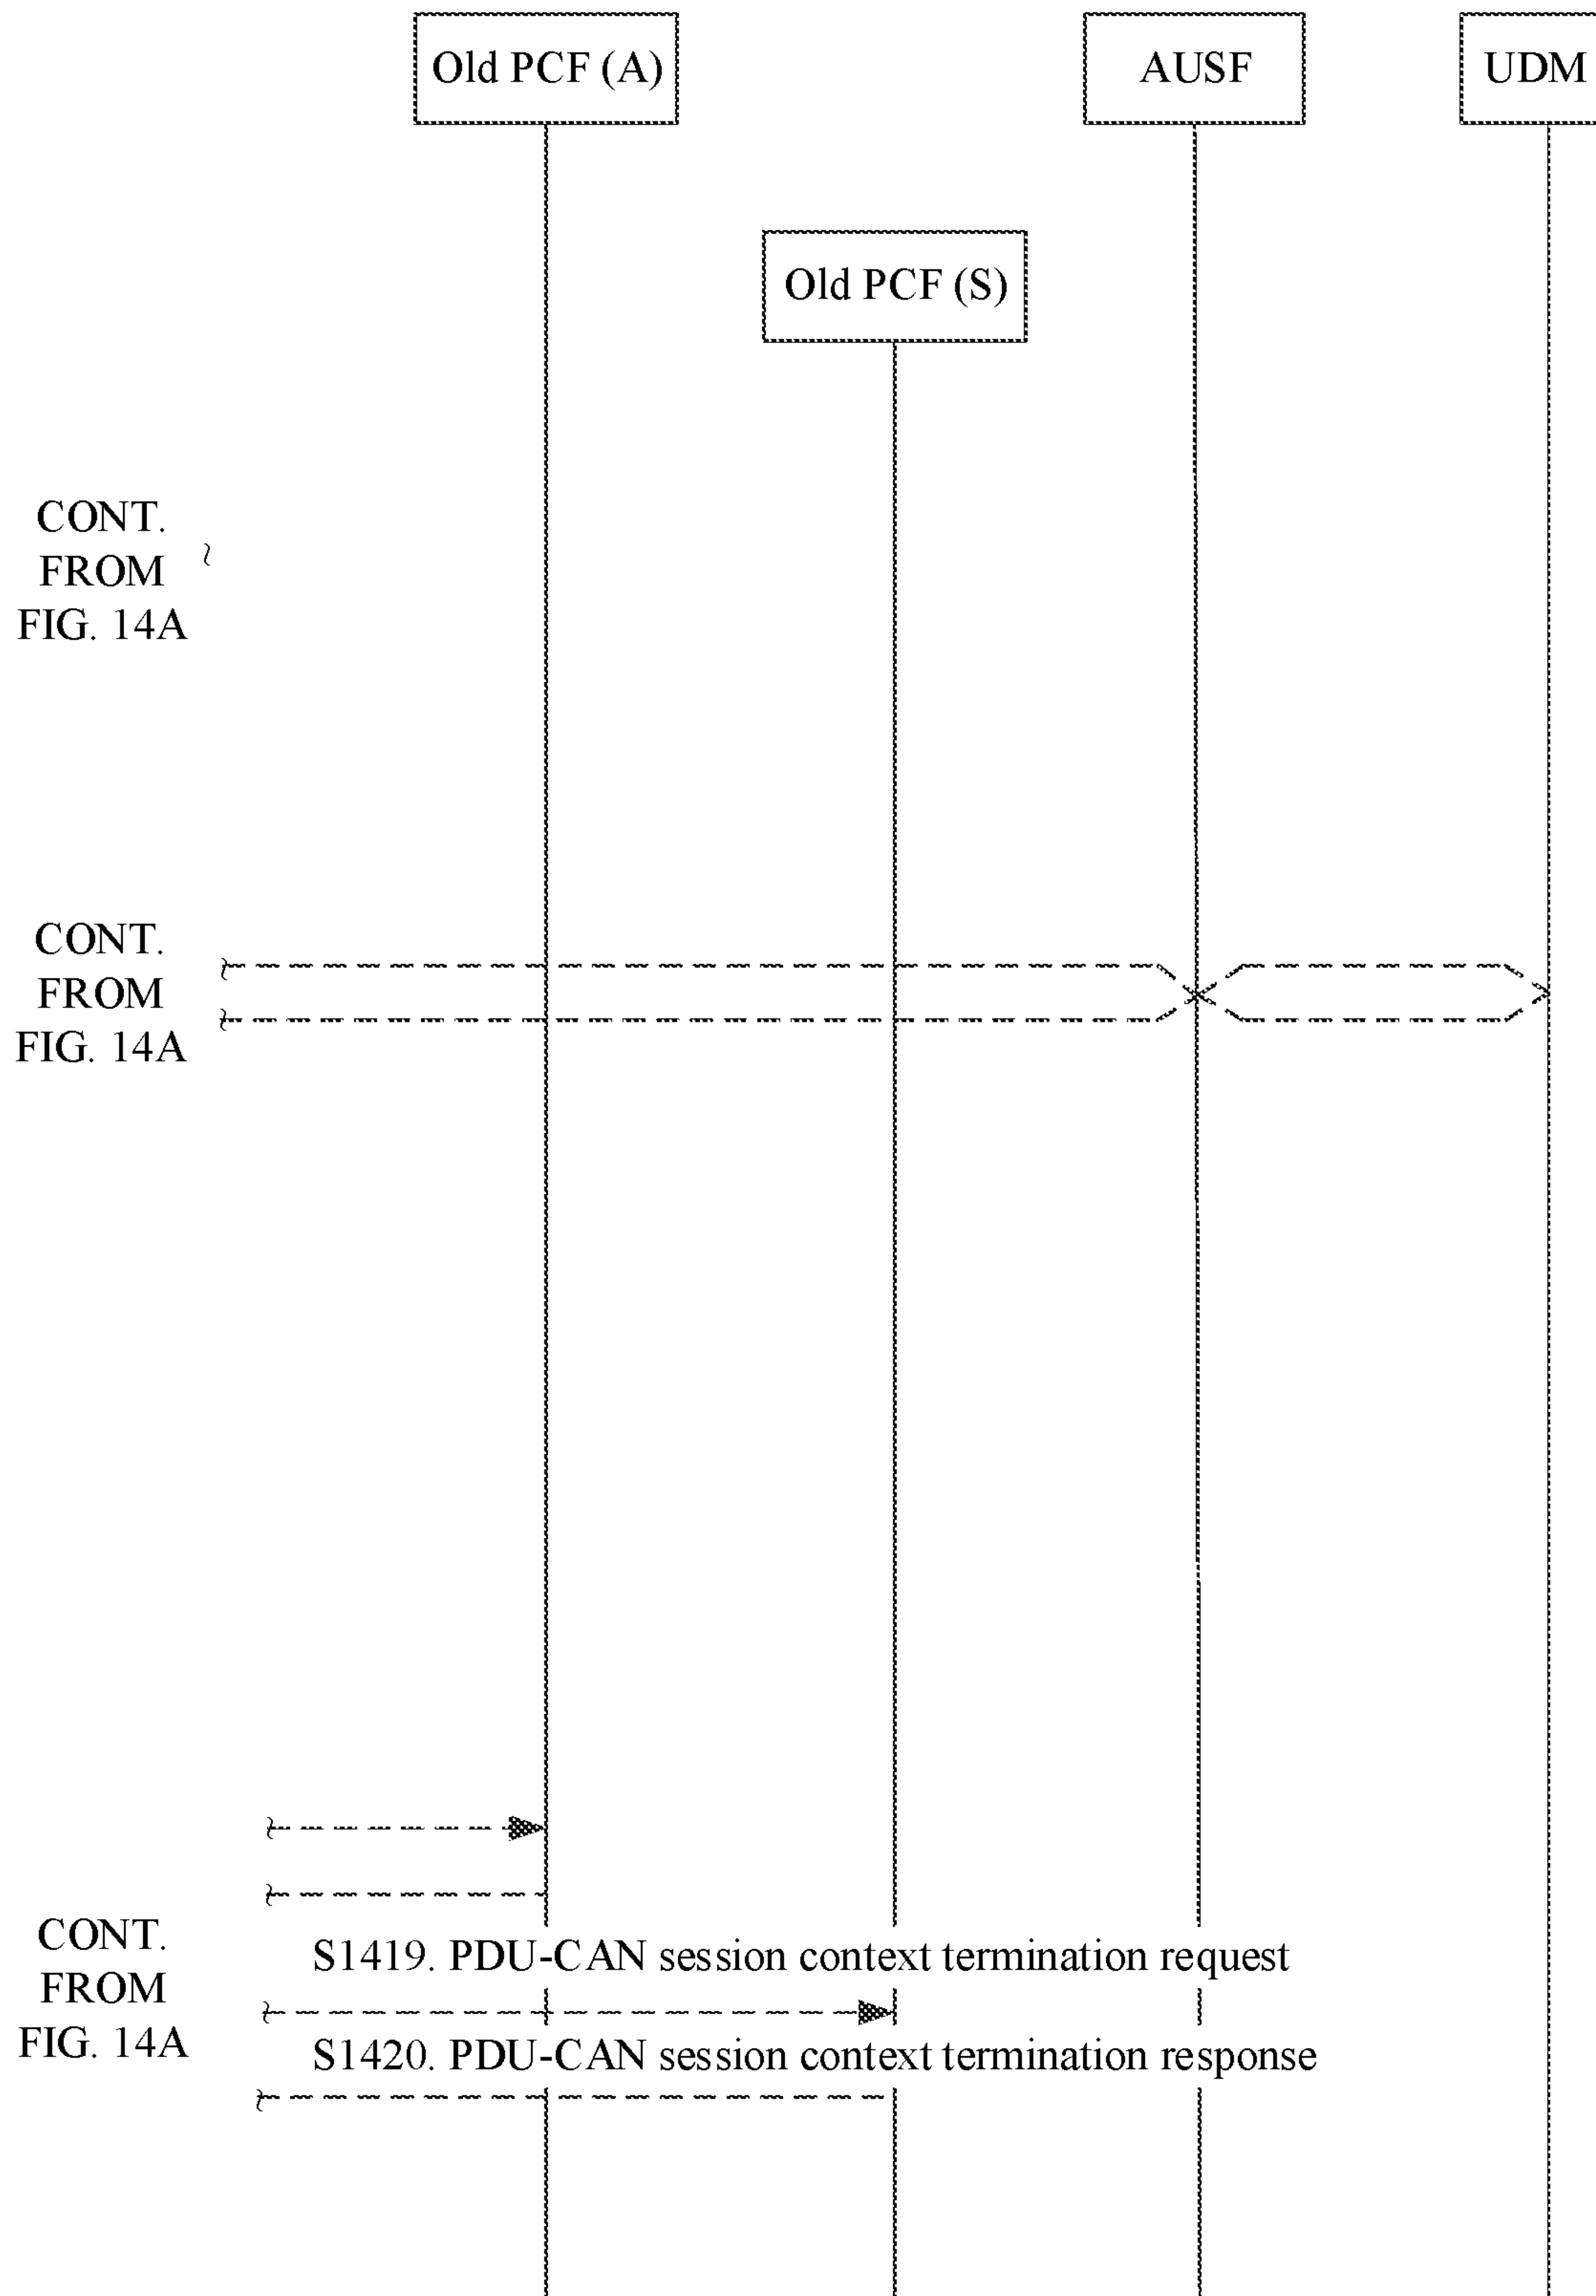 Old PCF (A)
AUSF
UDM
Old PCF (S)
CONT.
FROM
FIG. 14A
CONT.
FROM
FIG. 14A
CONT.
FROM
FIG. 14A
S1419. PDU-CAN session context termination request
S1420. PDU-CAN session context termination response